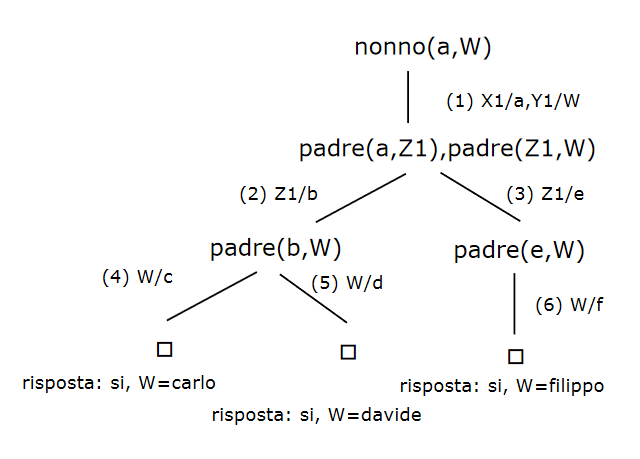 nonno(a,W)
(1) X1/a,Y1/W
padre(a,Z1),padre(Z1,W)
(2) Z1/b
(3) Z1/e
padre(b,W)
padre(e,W)
(4) W/c
(5) W/d
(6) W/f
risposta: si, W=carlo
risposta: si, W=filippo
risposta: si, W=davide